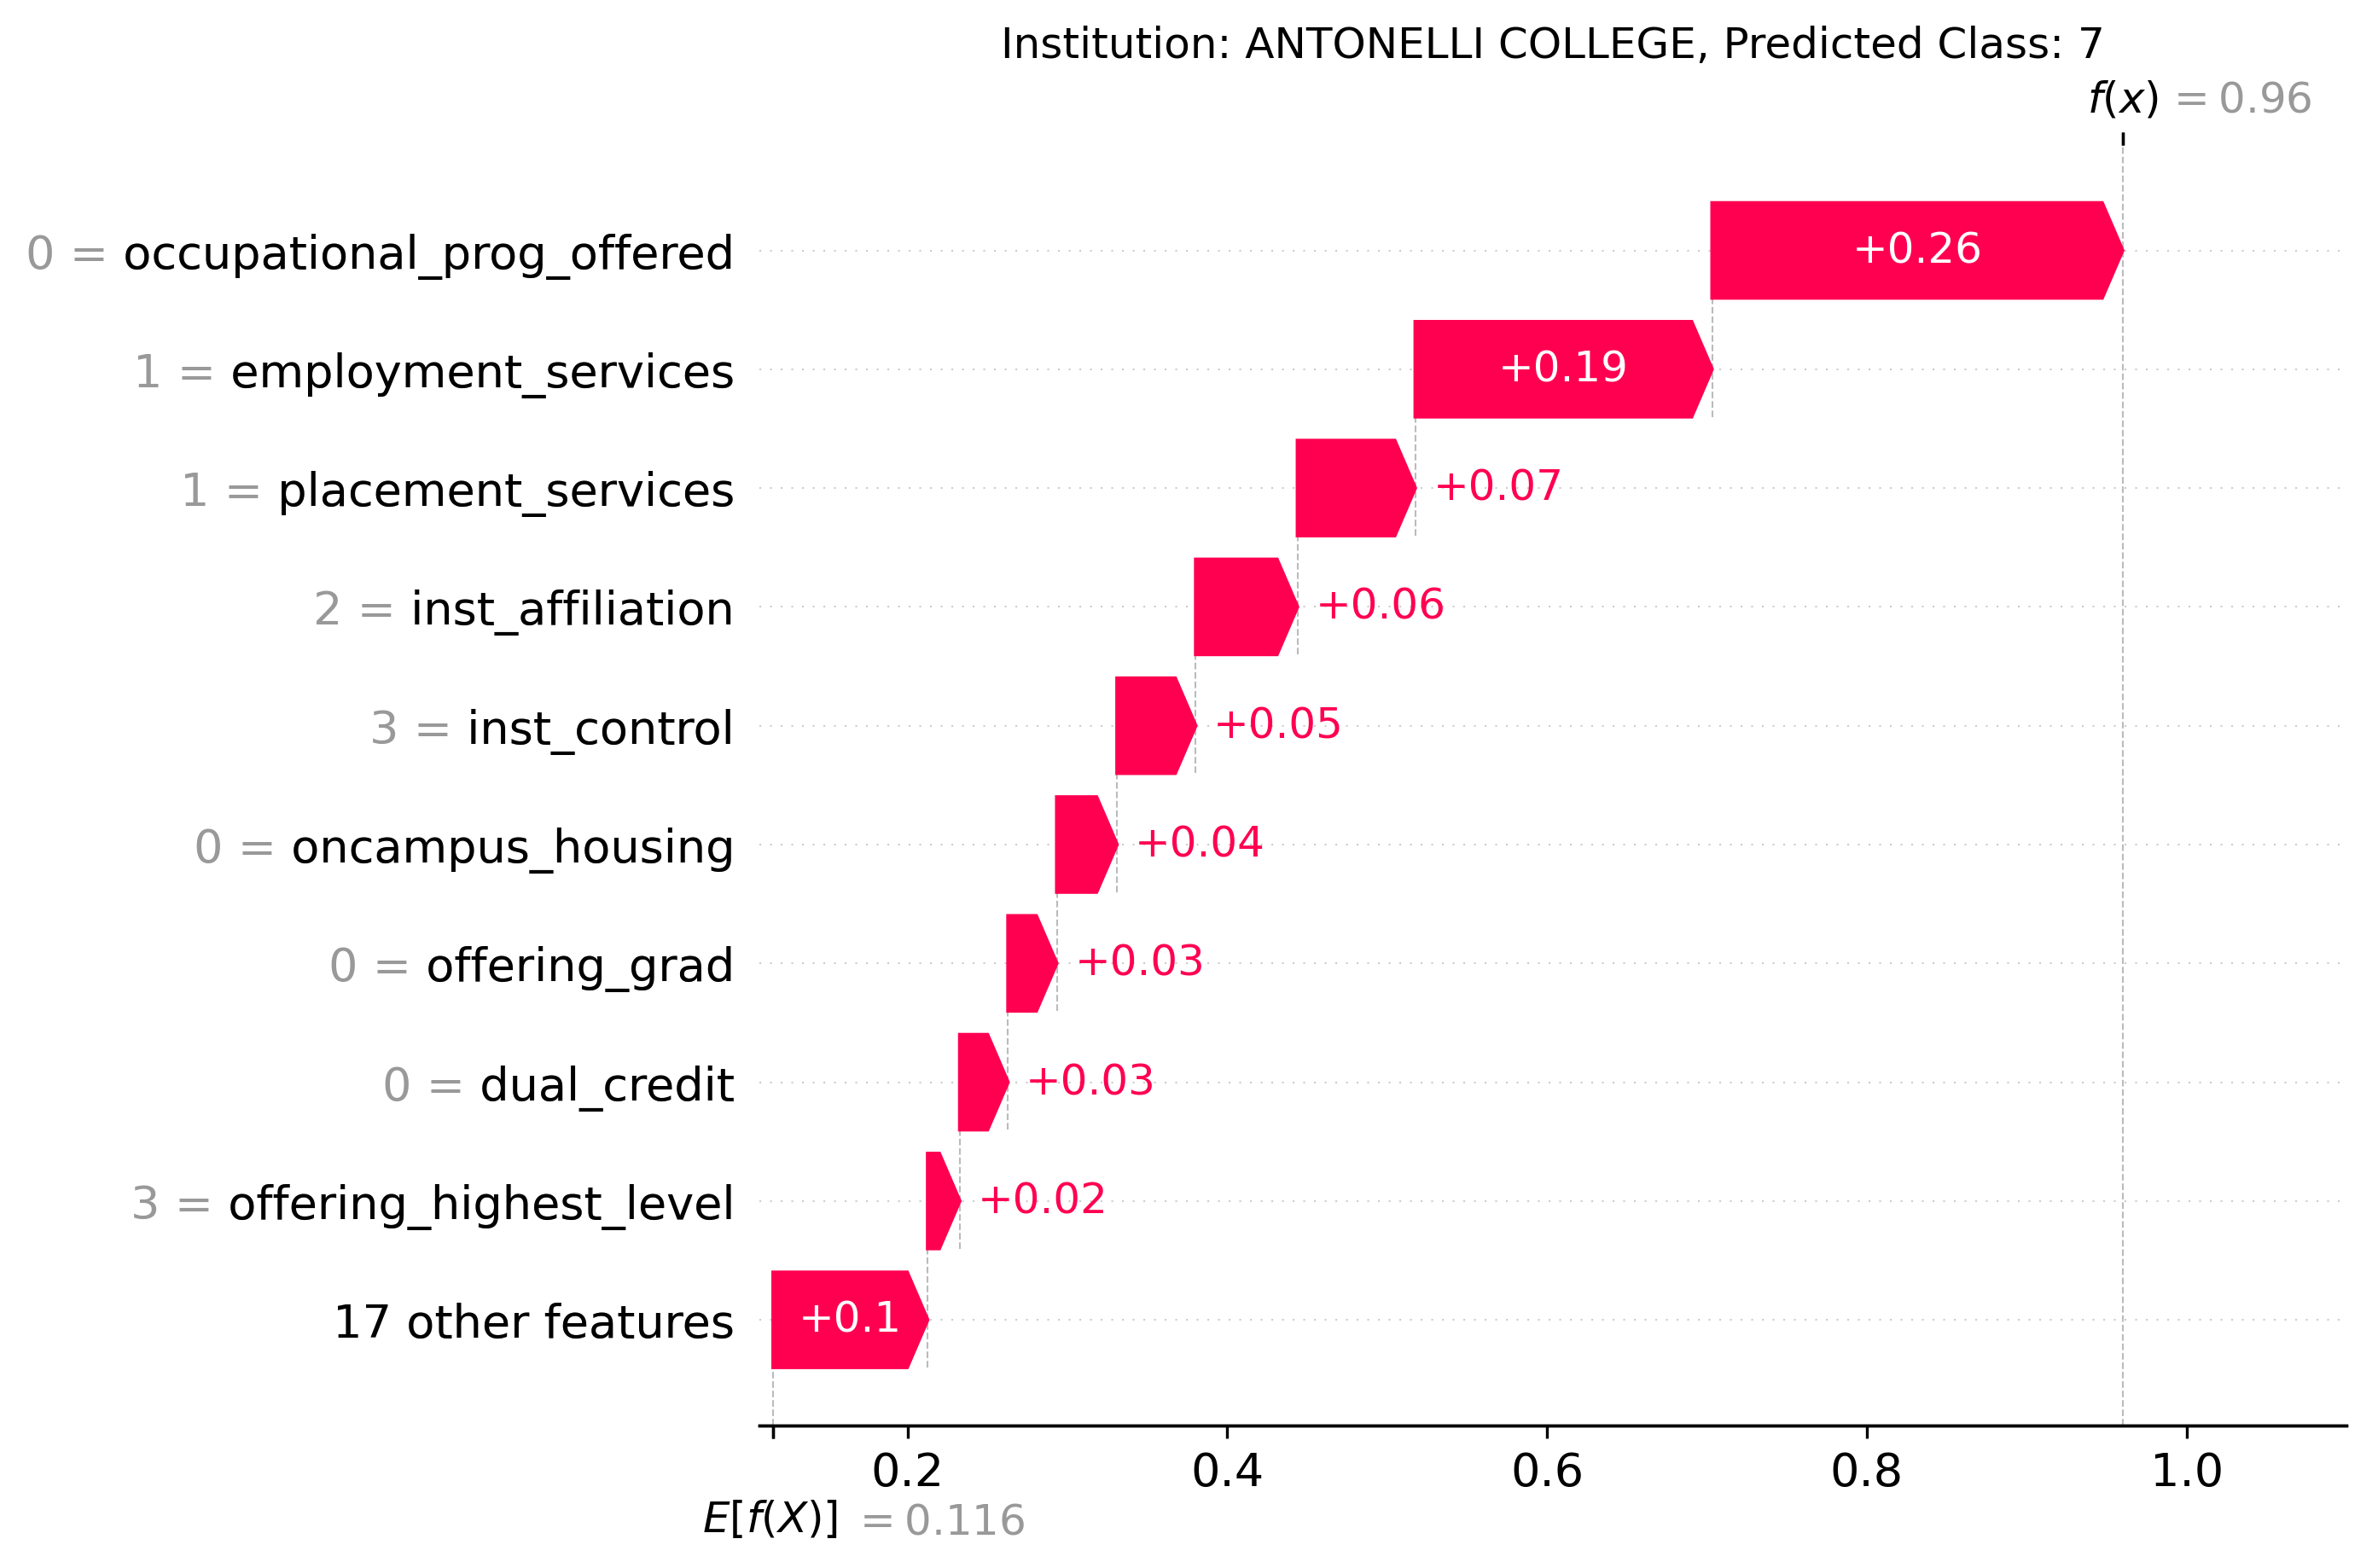 Institution: ANTONELLI COLLEGE, Predicted Class: 7
f(x) = 0.96
0 = occupational_prog_offered +0.26
1 = employment_services +0.19
1 = placement_services +0.07
2 = inst_affiliation +0.06
3 = inst_control +0.05
0 = oncampus_housing +0.04
0 = offering_grad +0.03
0 = dual_credit +0.03
3 = offering_highest_level +0.02
17 other features +0.1
0.2 0.4 0.6 0.8 1.0
E[f(X)] = 0.116